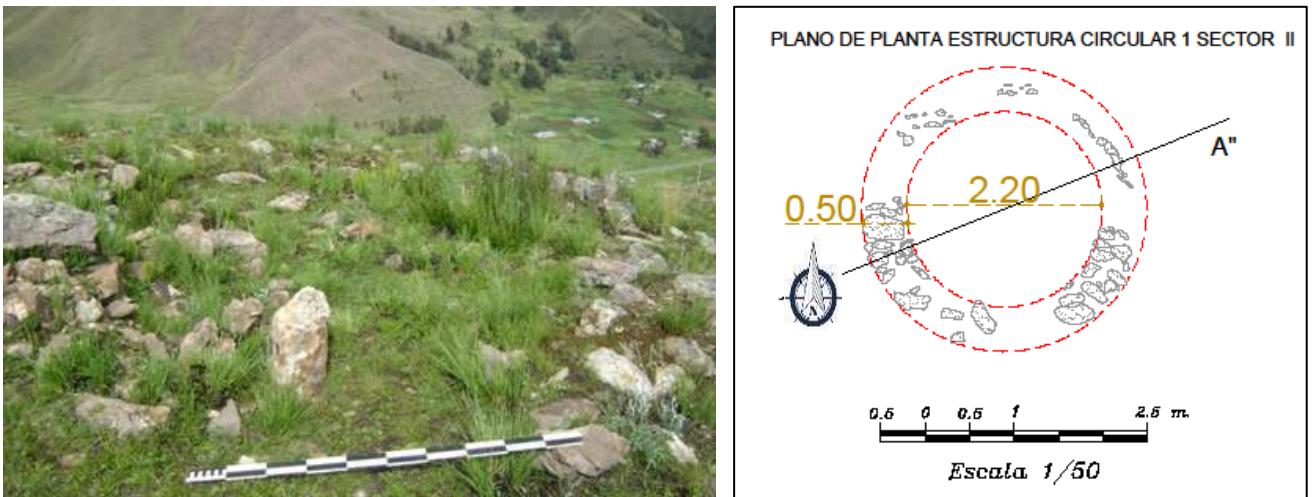 PLANO DE PLANTA ESTRUCTURA CIRCULAR 1 SECTOR II
A"
2.20
0.50
0.5 0 0.5 1 2.5 m.
Escala 1/50